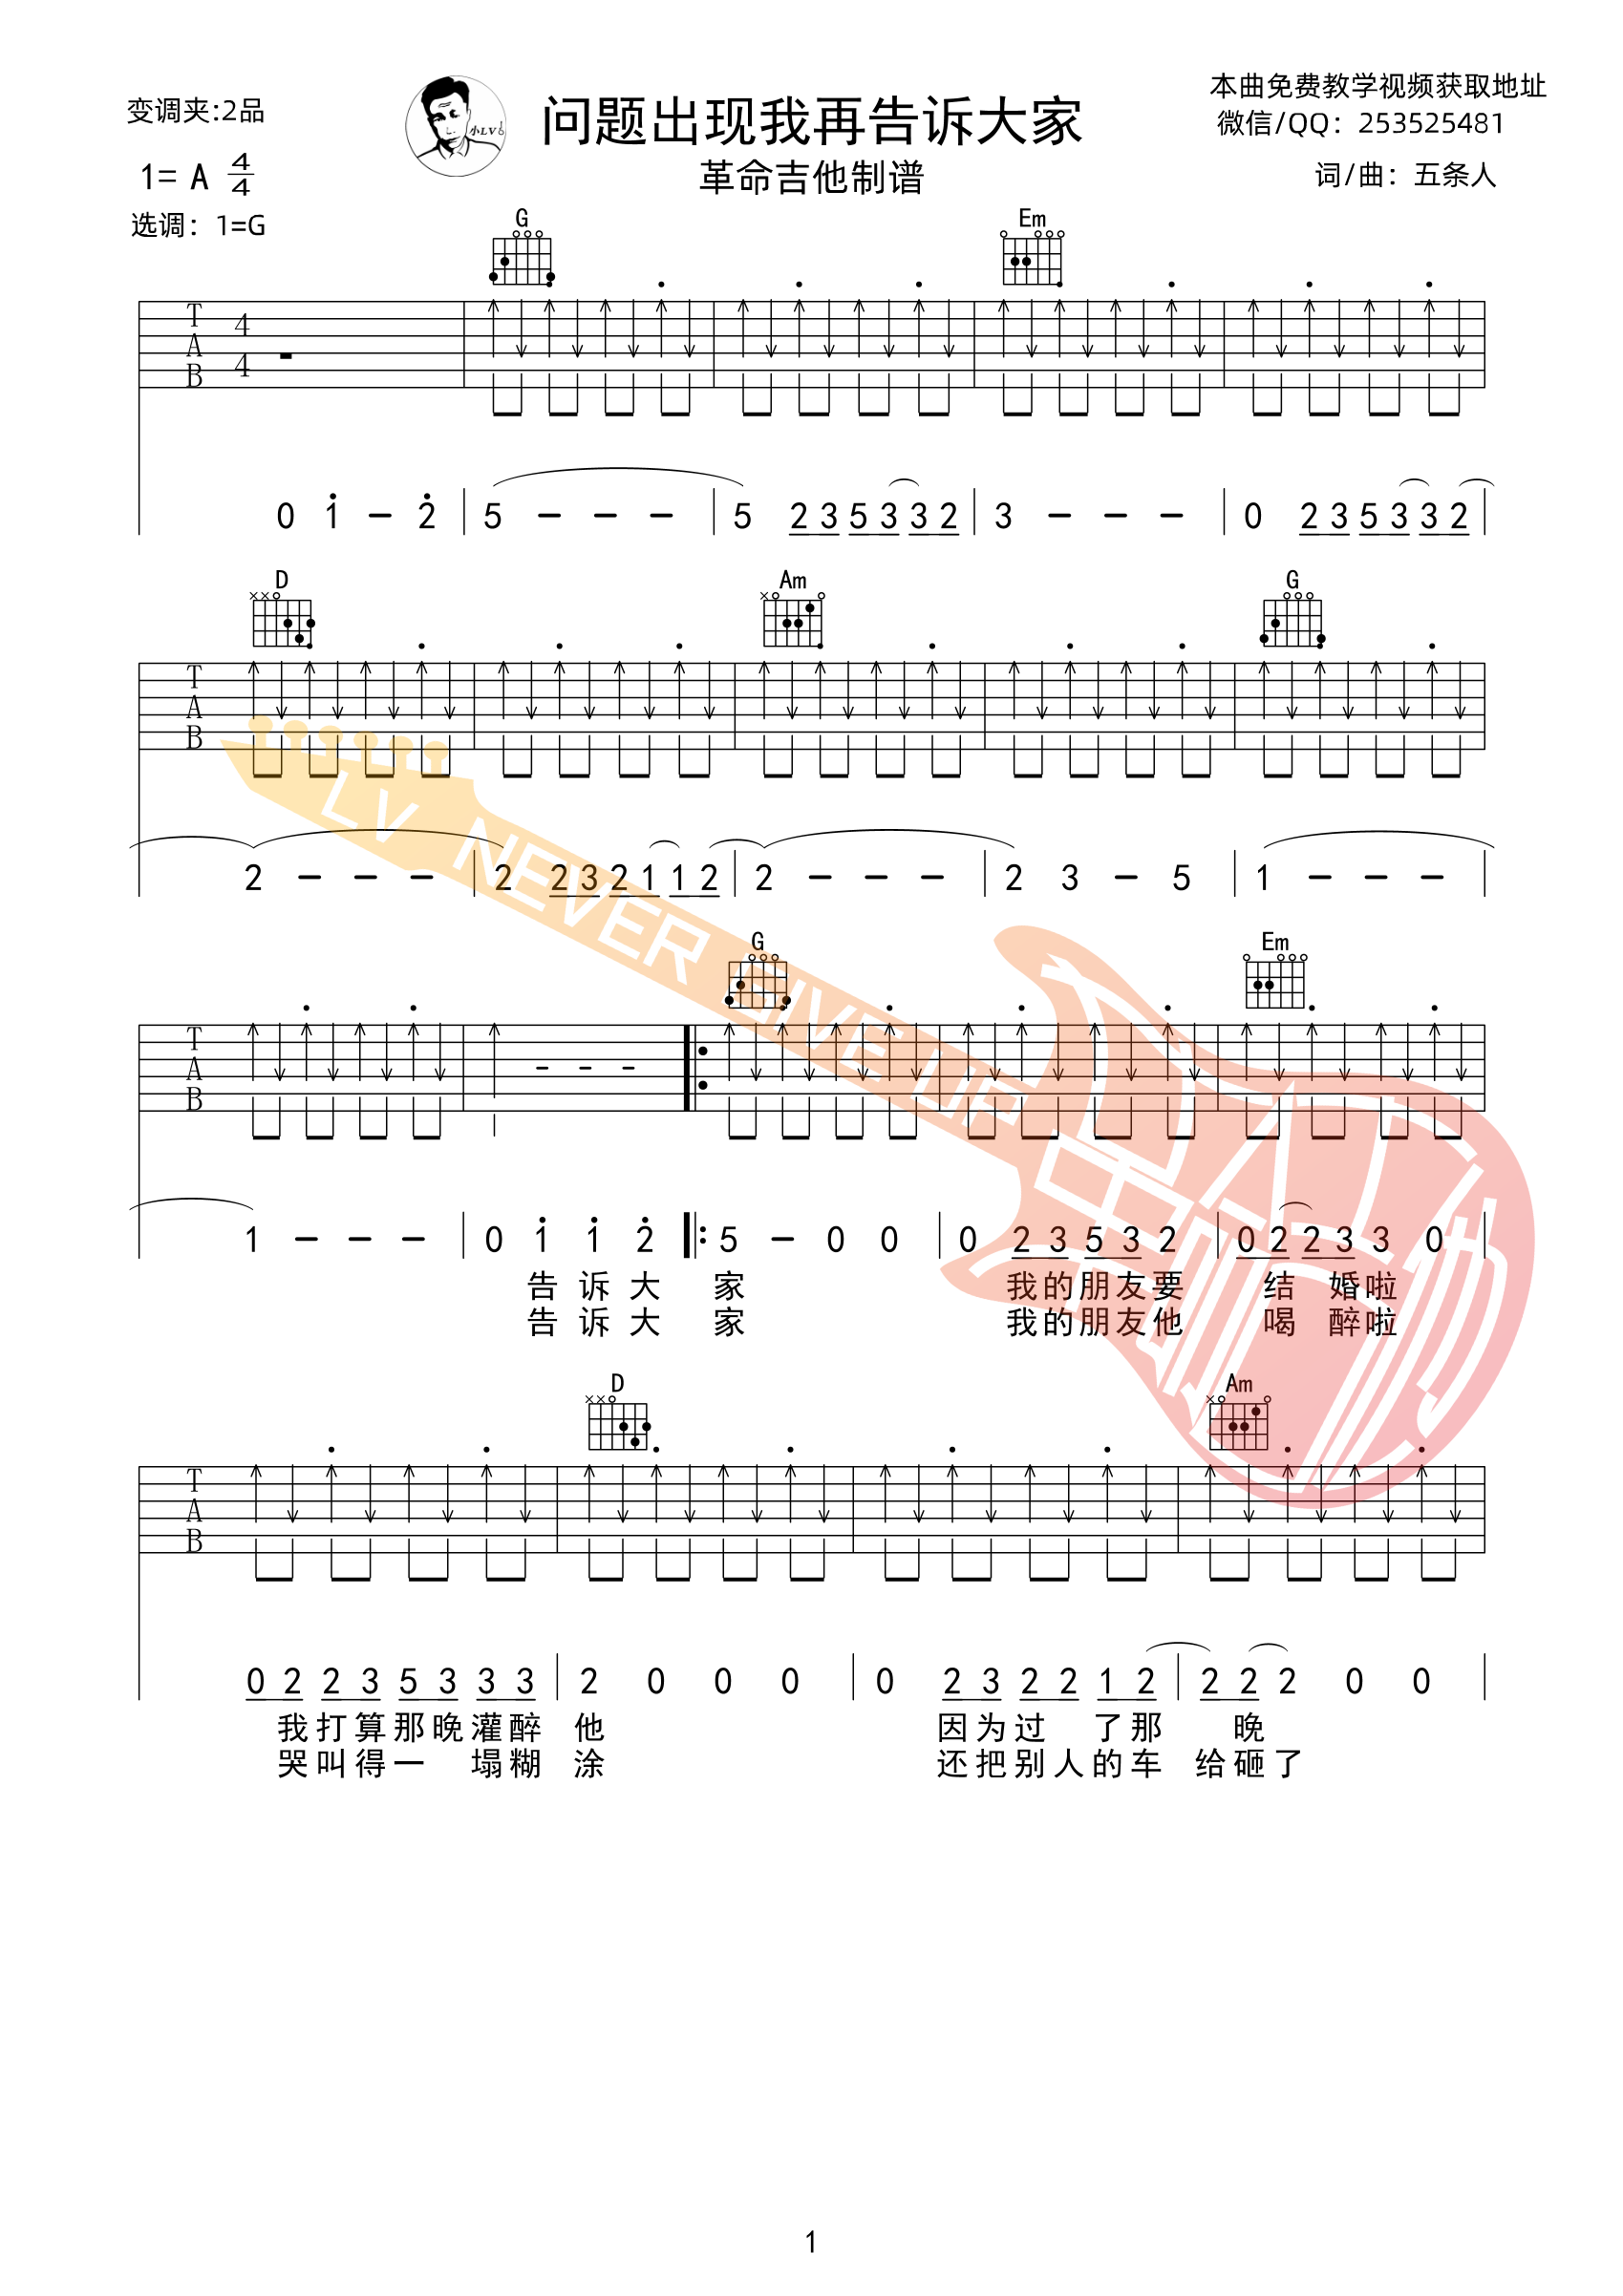 变调夹:2品
1= A 4/4
选调：1=G
小LV
问题出现我再告诉大家
革命吉他制谱
本曲免费教学视频获取地址
微信/QQ：253525481
词/曲：五条人
G Em
T A B 4 4
0 1 - 2 5 - - - 5 2 3 5 3 3 2 3 - - - 0 2 3 5 3 3 2
D Am G
T A B
2 - - - 2 2 3 2 1 1 2 2 - - - 2 3 - 5 1 - - -
LV NEVER GIVE UP
G Em
T A B
- - -
1 - - - 0 1 1 2 5 - 0 0 0 2 3 5 3 2 0 2 2 3 3 0
告诉大 家 我的朋友要 结 婚啦
告诉大 家 我的朋友他 喝 醉啦
D Am
T A B
0 2 2 3 5 3 3 3 2 0 0 0 0 2 3 2 2 1 2 2 2 2 0 0
我打算那晚灌醉 他 因为过 了那 晚
哭叫得一 塌糊 涂 还把别人的车 给砸了
1